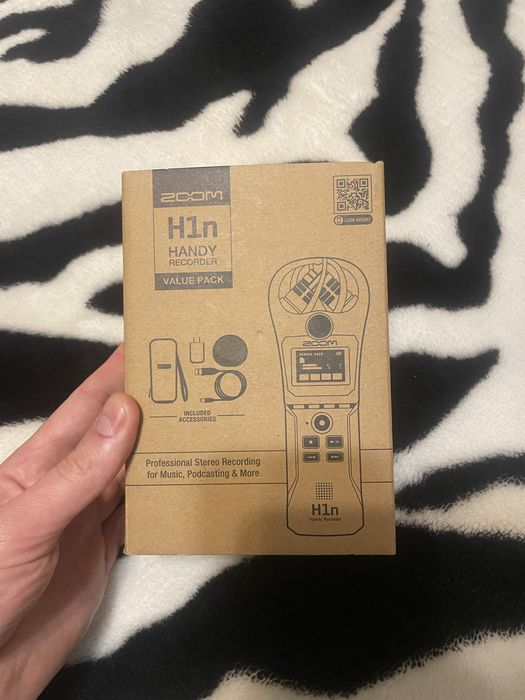 ZOOM
H1n
HANDY
RECORDER
VALUE PACK
LOOK INSIDE!
ZOOM
INCLUDED
ACCESSORIES
Professional Stereo Recording
for Music, Podcasting & More
H1n
Handy Recorder